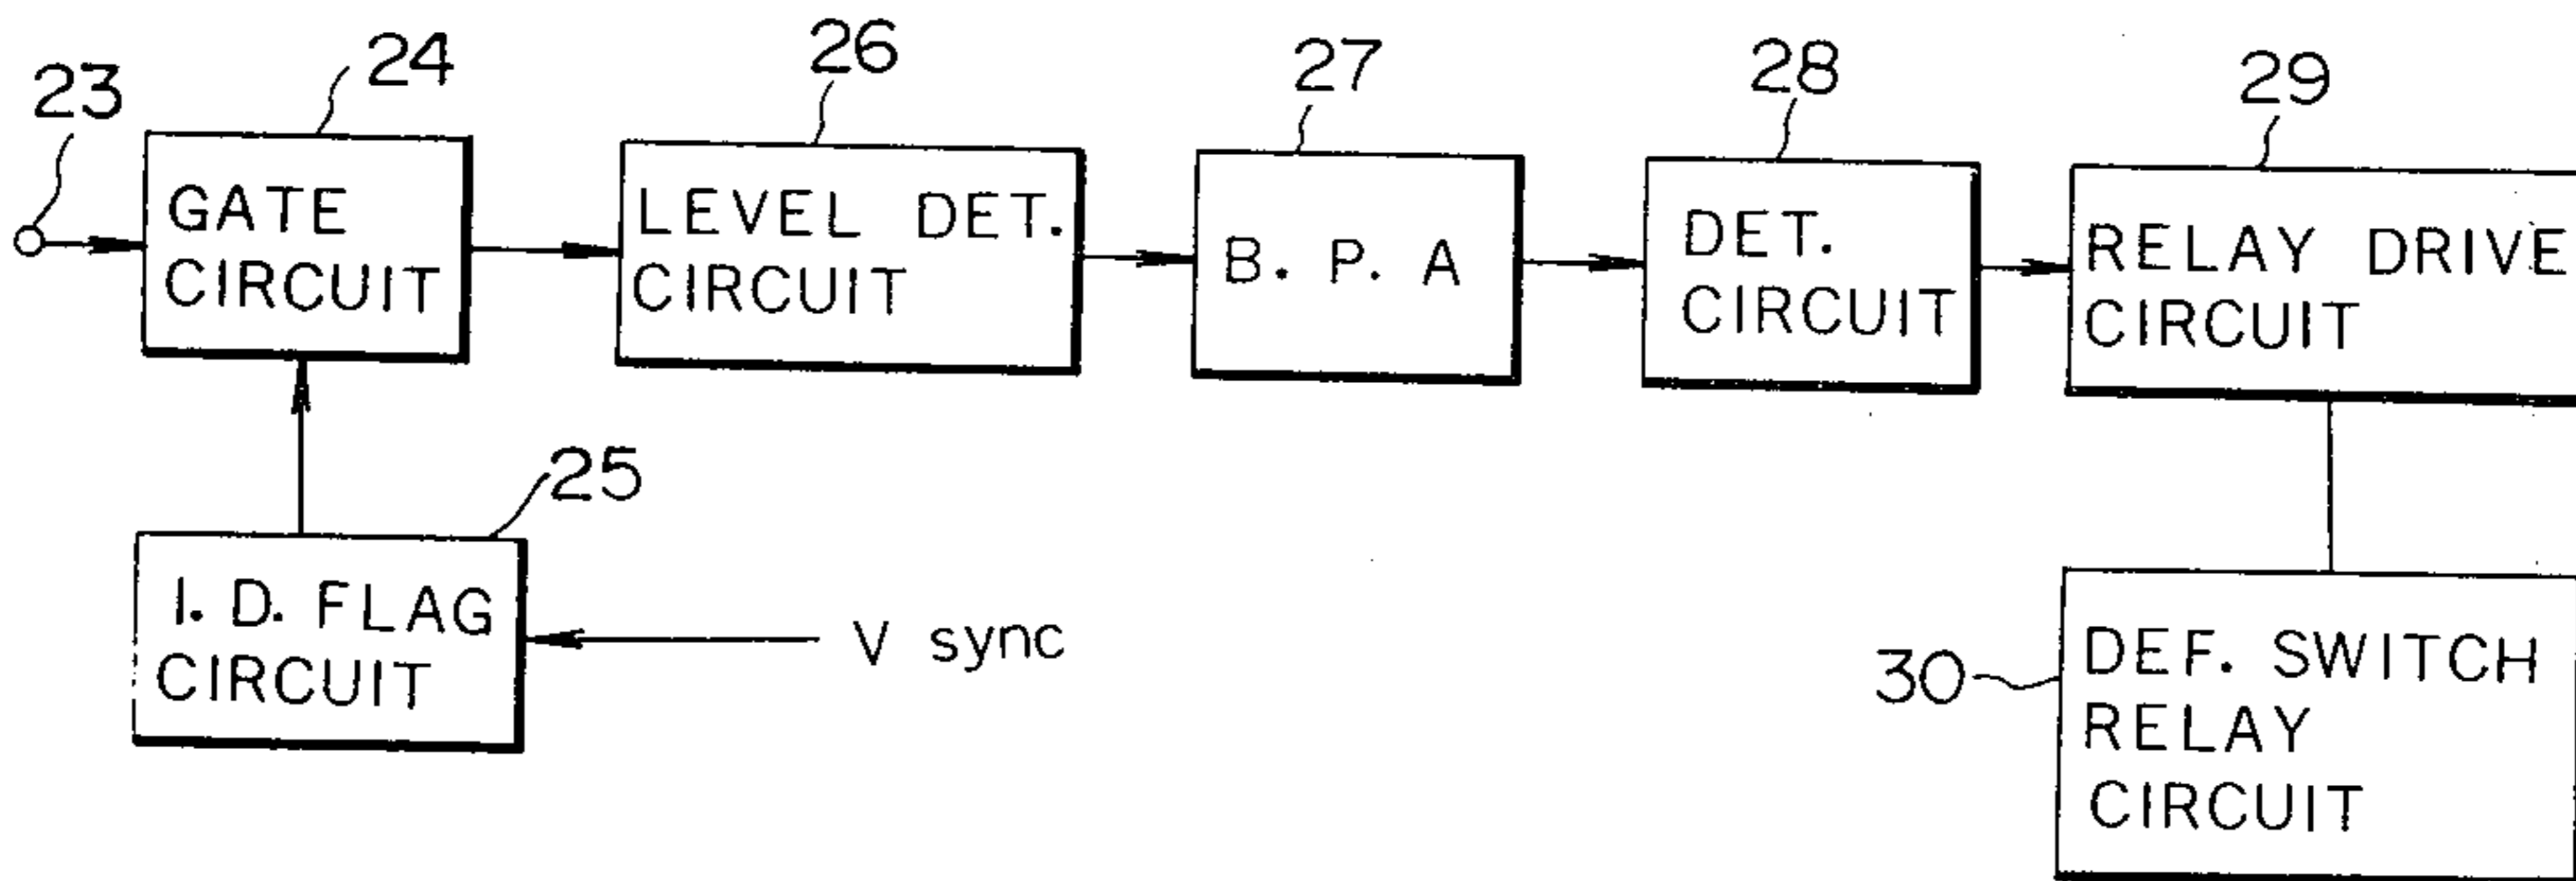 23
24
GATE
CIRCUIT
26
LEVEL DET.
CIRCUIT
27
B. P. A
28
DET.
CIRCUIT
29
RELAY DRIVE
CIRCUIT
25
I. D. FLAG
CIRCUIT
V sync
30
DEF. SWITCH
RELAY
CIRCUIT